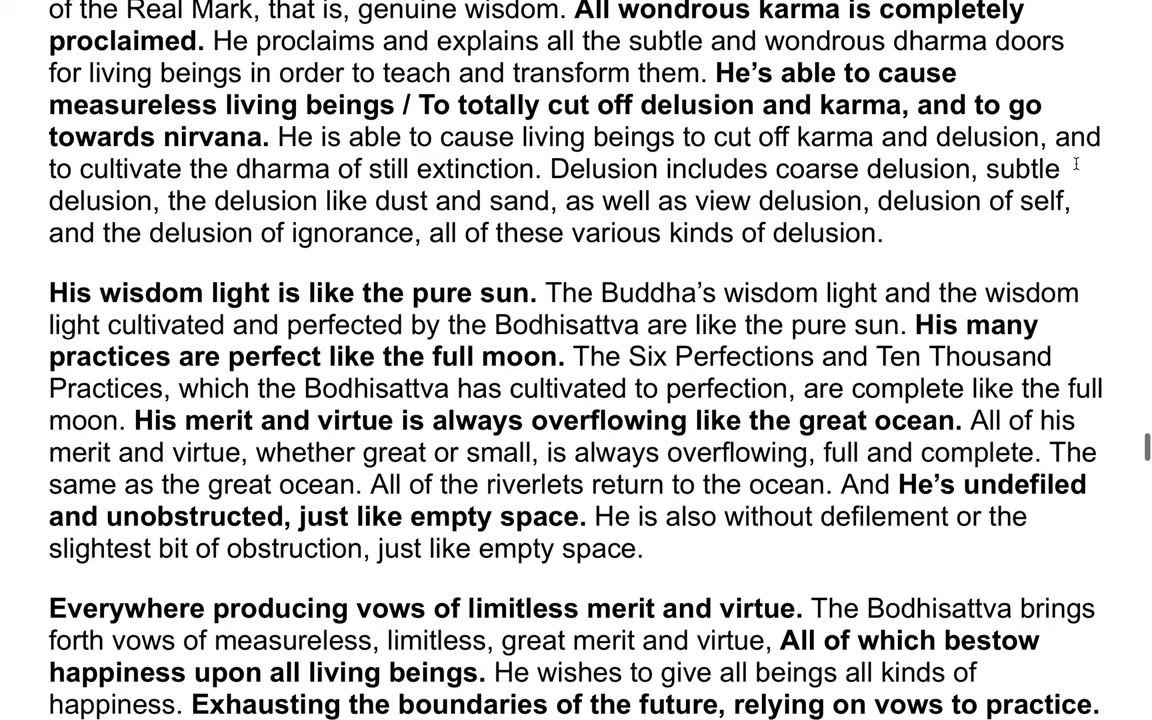 of the Real Mark, that is, genuine wisdom. All wondrous karma is completely
proclaimed. He proclaims and explains all the subtle and wondrous dharma doors
for living beings in order to teach and transform them. He’s able to cause
measureless living beings / To totally cut off delusion and karma, and to go
towards nirvana. He is able to cause living beings to cut off karma and delusion, and
to cultivate the dharma of still extinction. Delusion includes coarse delusion, subtle
delusion, the delusion like dust and sand, as well as view delusion, delusion of self,
and the delusion of ignorance, all of these various kinds of delusion.
His wisdom light is like the pure sun. The Buddha’s wisdom light and the wisdom
light cultivated and perfected by the Bodhisattva are like the pure sun. His many
practices are perfect like the full moon. The Six Perfections and Ten Thousand
Practices, which the Bodhisattva has cultivated to perfection, are complete like the full
moon. His merit and virtue is always overflowing like the great ocean. All of his
merit and virtue, whether great or small, is always overflowing, full and complete. The
same as the great ocean. All of the riverlets return to the ocean. And He’s undefiled
and unobstructed, just like empty space. He is also without defilement or the
slightest bit of obstruction, just like empty space.
Everywhere producing vows of limitless merit and virtue. The Bodhisattva brings
forth vows of measureless, limitless, great merit and virtue, All of which bestow
happiness upon all living beings. He wishes to give all beings all kinds of
happiness. Exhausting the boundaries of the future, relying on vows to practice.